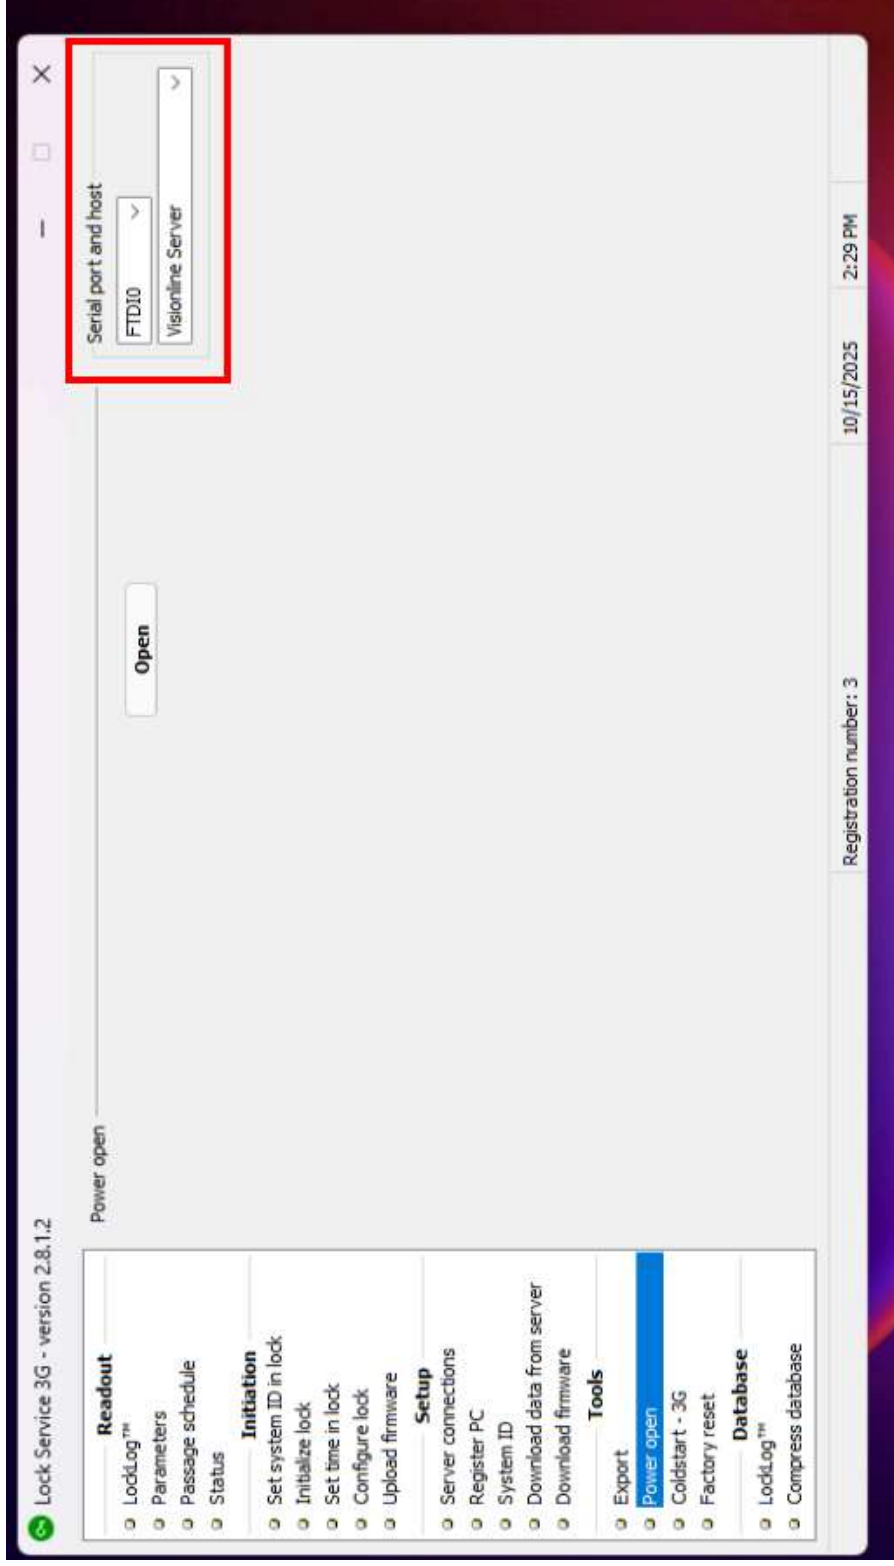 Lock Service 3G - version 2.8.1.2
Readout
LockLog™
Parameters
Passage schedule
Status
Initiation
Set system ID in lock
Initialize lock
Set time in lock
Configure lock
Upload firmware
Setup
Server connections
Register PC
System ID
Download data from server
Download firmware
Tools
Export
Power open
Coldstart - 3G
Factory reset
Database
LockLog™
Compress database
Power open
Open
Serial port and host
FTDI0
Visionline Server
Registration number: 3
10/15/2025
2:29 PM